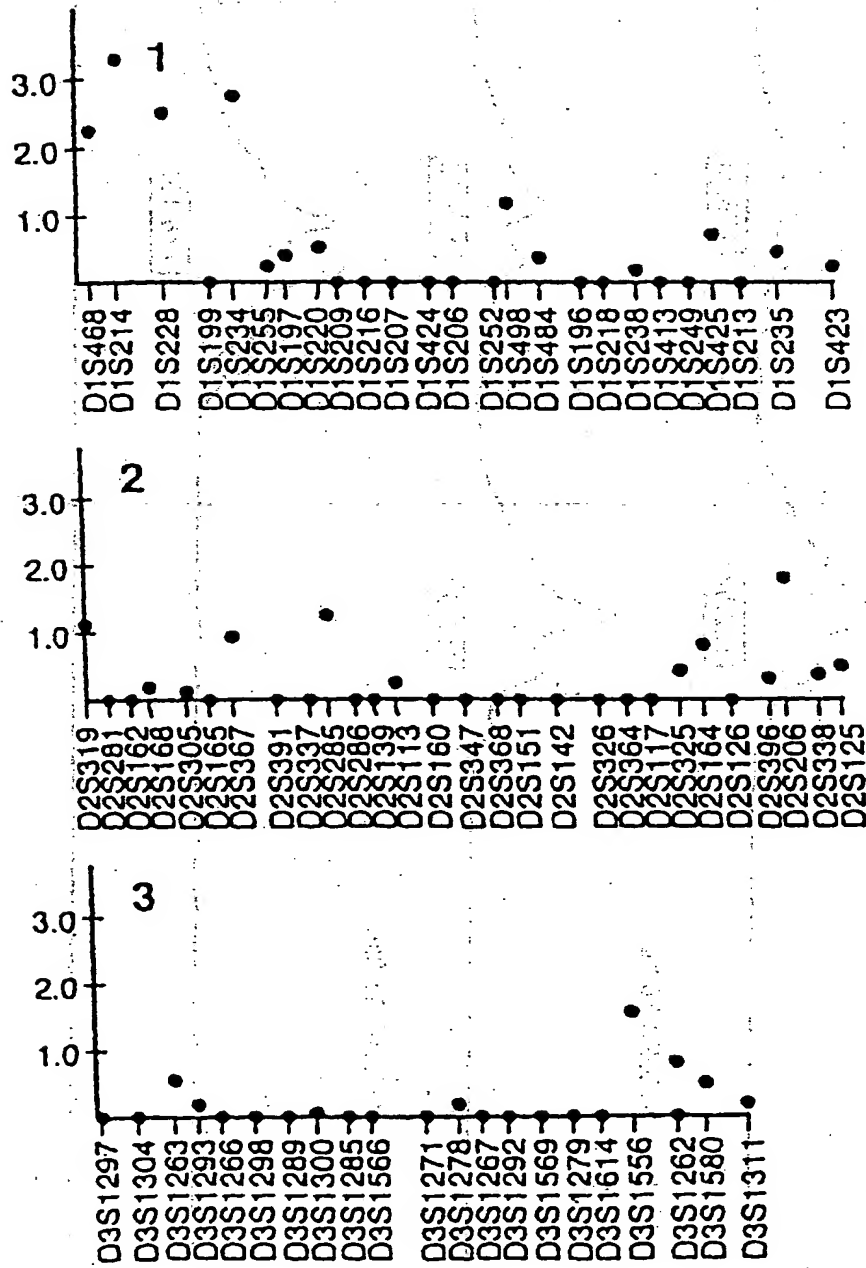 1
3.0
2.0
1.0
D1S468
D1S214
D1S228
D1S199
D1S234
D1S255
D1S197
D1S220
D1S209
D1S216
D1S207
D1S424
D1S206
D1S252
D1S498
D1S484
D1S196
D1S218
D1S238
D1S413
D1S249
D1S425
D1S213
D1S235
D1S423
2
3.0
2.0
1.0
D2S319
D2S281
D2S162
D2S168
D2S305
D2S165
D2S367
D2S391
D2S337
D2S285
D2S286
D2S139
D2S113
D2S160
D2S347
D2S368
D2S151
D2S142
D2S326
D2S364
D2S117
D2S325
D2S164
D2S126
D2S396
D2S206
D2S338
D2S125
3
3.0
2.0
1.0
D3S1297
D3S1304
D3S1263
D3S1293
D3S1266
D3S1298
D3S1289
D3S1300
D3S1285
D3S1566
D3S1271
D3S1278
D3S1267
D3S1292
D3S1569
D3S1279
D3S1614
D3S1556
D3S1262
D3S1580
D3S1311